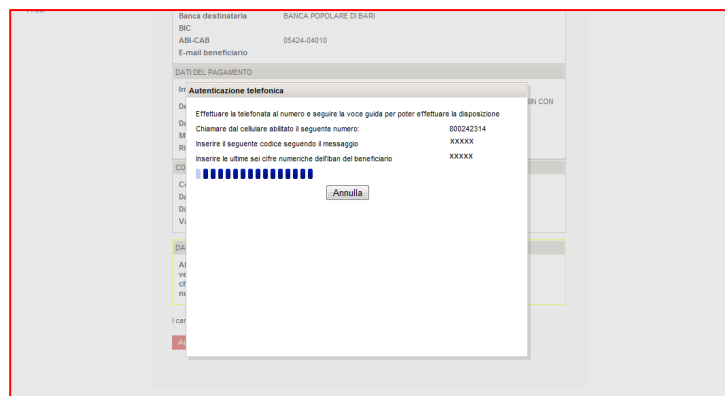 Banca destinataria BANCA POPOLARE DI BARI
BIC
ABI-CAB 05424-04010
E-mail beneficiario
DATI DEL PAGAMENTO
Autenticazione telefonica
CON
Effettuare la telefonata al numero e seguire la voce guida per poter effettuare la disposizione
Chiamare dal cellulare abilitato il seguente numero: 800242314
Inserire il seguente codice seguendo il messaggio XXXXX
Inserire le ultime sei cifre numeriche dell'iban del beneficiario XXXXX
Annulla
I car